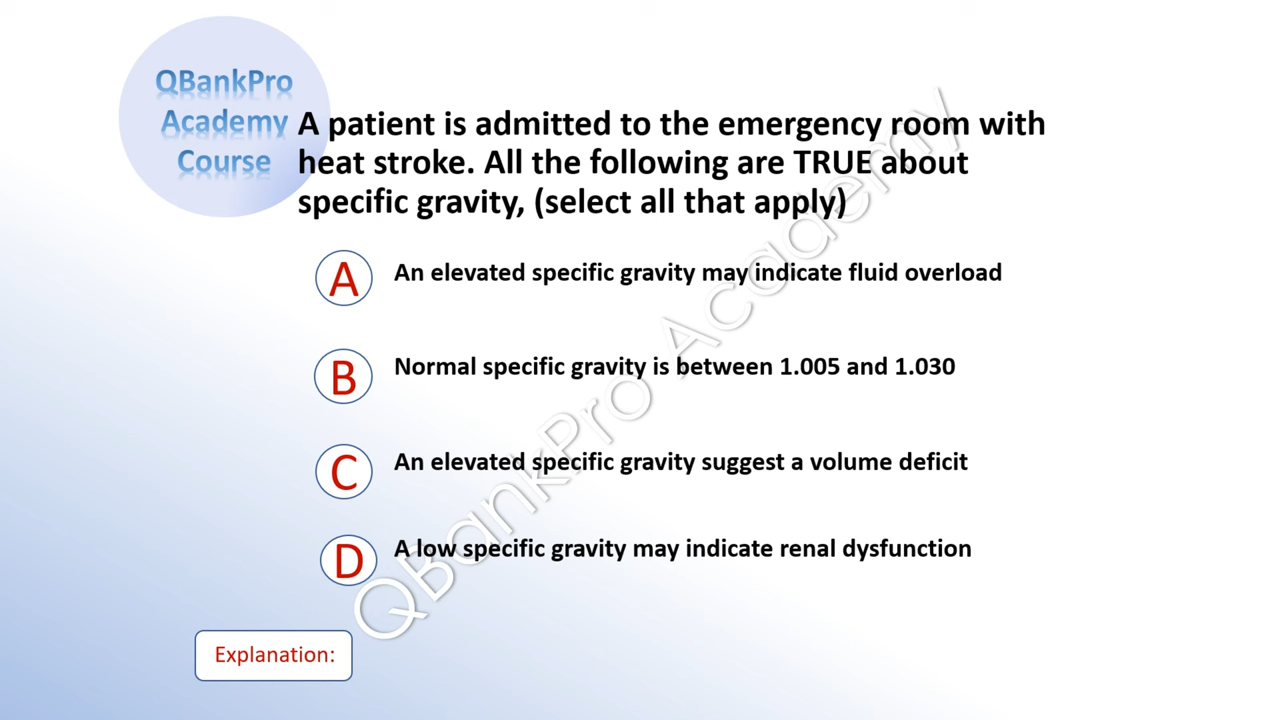 QBankPro
Academy
Course
A patient is admitted to the emergency room with
heat stroke. All the following are TRUE about
specific gravity, (select all that apply)
A An elevated specific gravity may indicate fluid overload
B Normal specific gravity is between 1.005 and 1.030
C An elevated specific gravity suggest a volume deficit
D A low specific gravity may indicate renal dysfunction
QBankPro Academy
Explanation: